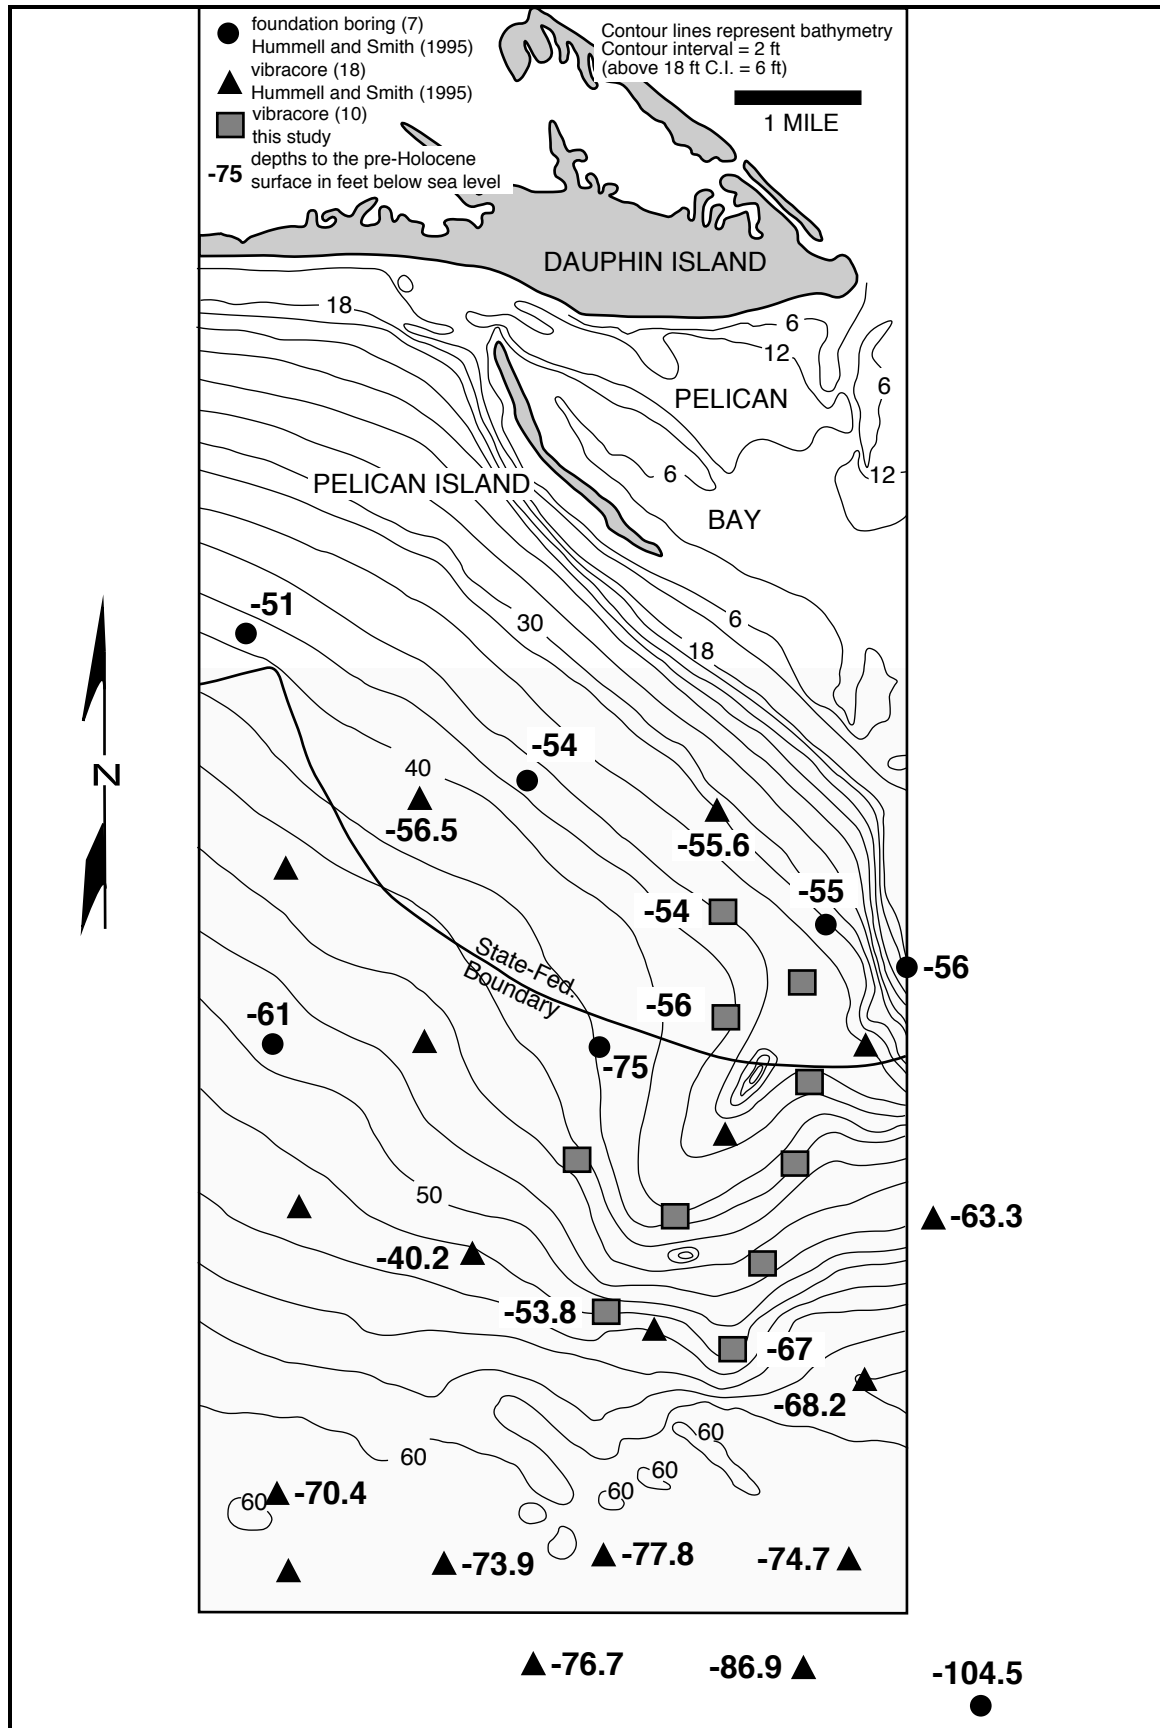 foundation boring (7)
Hummell and Smith (1995)
vibracore (18)
Hummell and Smith (1995)
vibracore (10)
this study
-75 depths to the pre-Holocene
surface in feet below sea level
Contour lines represent bathymetry
Contour interval = 2 ft
(above 18 ft C.I. = 6 ft)
1 MILE
DAUPHIN ISLAND
18
6
12
6
PELICAN
6
12
PELICAN ISLAND
BAY
-51
30
6
18
N
-54
40
-56.5
-55.6
-55
-54
State-Fed.
Boundary
-56
-56
-61
-75
50
-63.3
-40.2
-53.8
-67
-68.2
60
60
60
60
60
-70.4
-73.9
-77.8
-74.7
-76.7
-86.9
-104.5